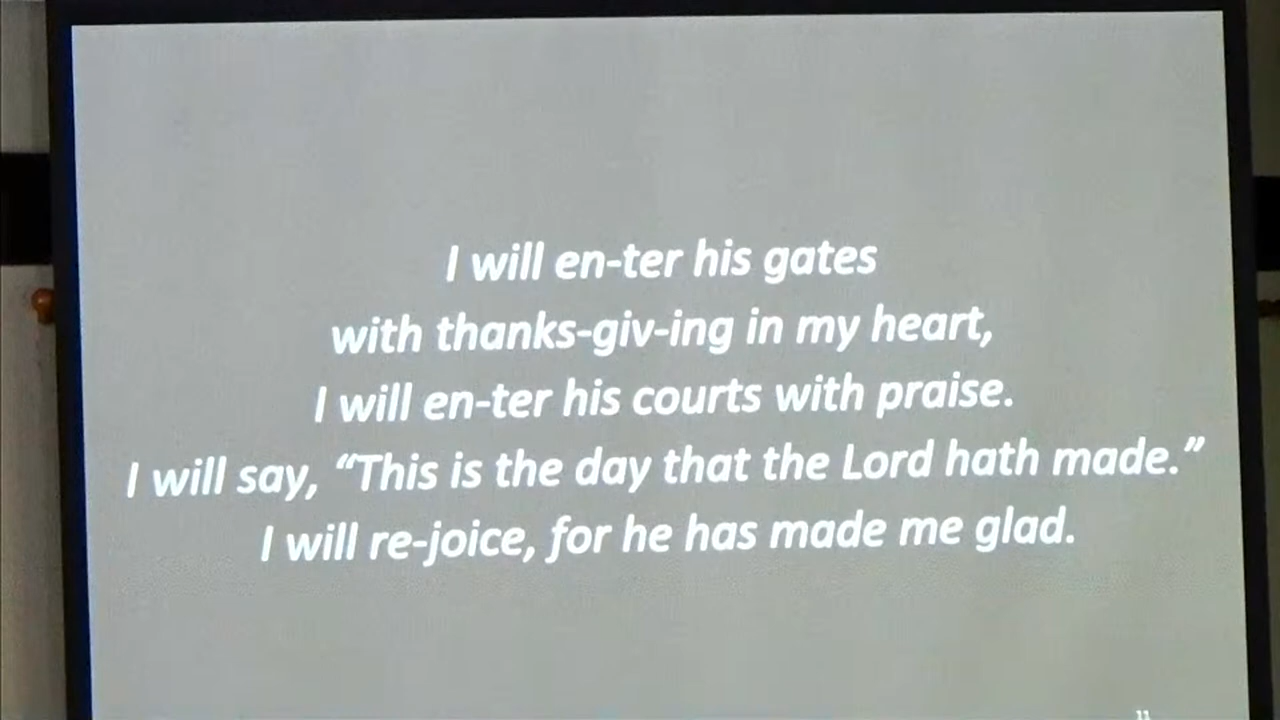 I will en-ter his gates
with thanks-giv-ing in my heart,
I will en-ter his courts with praise.
I will say, “This is the day that the Lord hath made.”
I will re-joice, for he has made me glad.
11